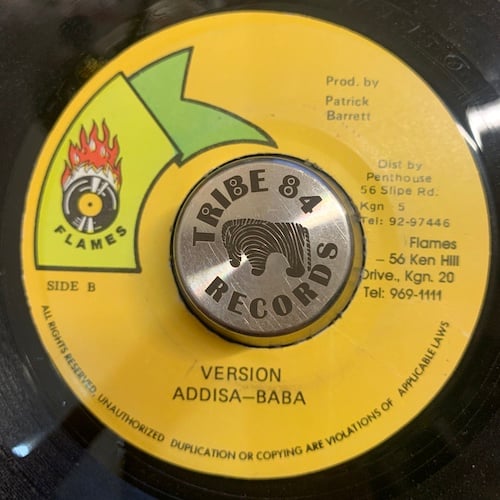 Prod. by
Patrick
Barrett
Dist by
Penthouse
56 Slipe Rd.
Kgn 5
Tel: 92-97446
Flames
– 56 Ken Hill
Drive., Kgn. 20
Tel: 969-1111
FLAMES
SIDE B
TRIBE 84
RECORDS
VERSION
ADDISA–BABA
ALL RIGHTS RESERVED, UNAUTHORIZED DUPLICATION OR COPYING ARE VIOLATIONS OF APPLICABLE LAWS